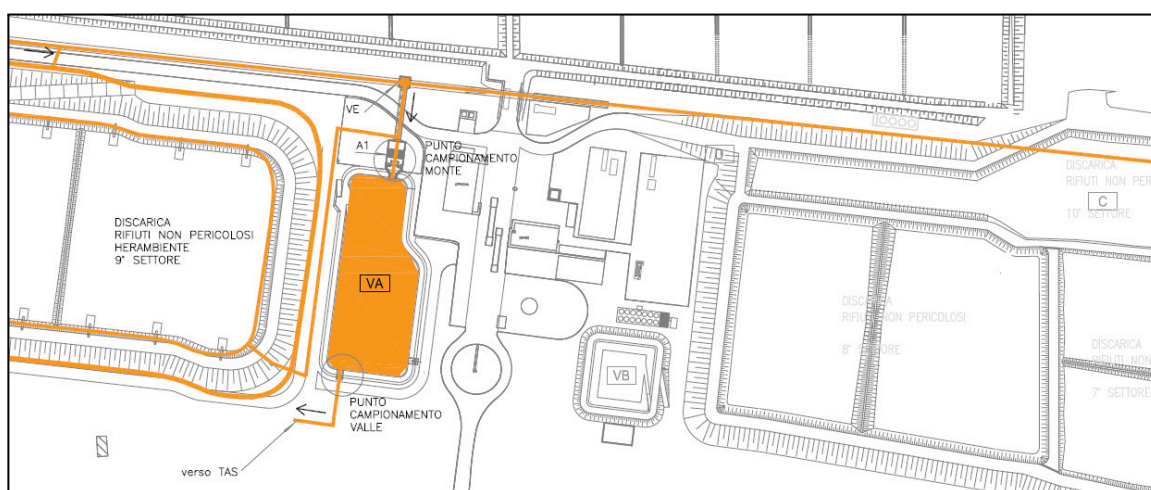 VE
A1
PUNTO
CAMPIONAMENTO
MONTE
DISCARICA
RIFIUTI NON PERICOLOSI
HERAMBIENTE
9° SETTORE
VA
DISCARICA
RIFIUTI NON PER
C
10° SETTORE
DISCARICA
RIFIUTI NON PERICOLOSI
8° SETTORE
DISCARICA
RIFIUTI NON
7° SETTORE
VB
PUNTO
CAMPIONAMENTO
VALLE
verso TAS